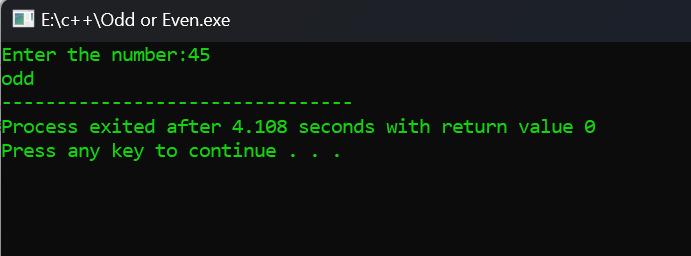 E:\c++\Odd or Even.exe
Enter the number:45
odd
--------------------------------
Process exited after 4.108 seconds with return value 0
Press any key to continue . . .